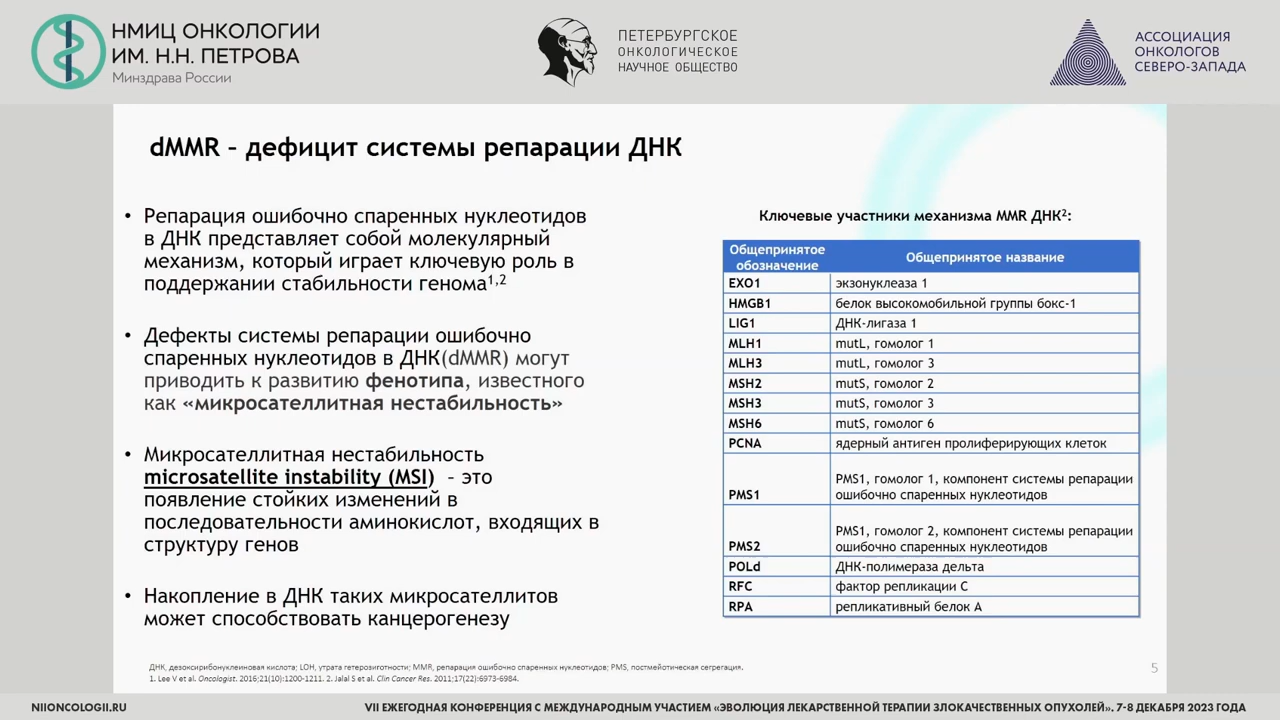 НМИЦ ОНКОЛОГИИ
ИМ. Н.Н. ПЕТРОВА
Минздрава России
ПЕТЕРБУРГСКОЕ
ОНКОЛОГИЧЕСКОЕ
НАУЧНОЕ ОБЩЕСТВО
АССОЦИАЦИЯ
ОНКОЛОГОВ
СЕВЕРО-ЗАПАДА
dMMR – дефицит системы репарации ДНК
• Репарация ошибочно спаренных нуклеотидов
в ДНК представляет собой молекулярный
механизм, который играет ключевую роль в
поддержании стабильности генома1,2
• Дефекты системы репарации ошибочно
спаренных нуклеотидов в ДНК(dMMR) могут
приводить к развитию фенотипа, известного
как «микросателлитная нестабильность»
• Микросателлитная нестабильность
microsatellite instability (MSI) – это
появление стойких изменений в
последовательности аминокислот, входящих в
структуру генов
• Накопление в ДНК таких микросателлитов
может способствовать канцерогенезу
Ключевые участники механизма MMR ДНК2:
Общепринятое обозначение Общепринятое название
EXO1 экзонуклеаза 1
HMGB1 белок высокомобильной группы бокс-1
LIG1 ДНК-лигаза 1
MLH1 mutL, гомолог 1
MLH3 mutL, гомолог 3
MSH2 mutS, гомолог 2
MSH3 mutS, гомолог 3
MSH6 mutS, гомолог 6
PCNA ядерный антиген пролиферирующих клеток
PMS1 PMS1, гомолог 1, компонент системы репарации
ошибочно спаренных нуклеотидов
PMS2 PMS1, гомолог 2, компонент системы репарации
ошибочно спаренных нуклеотидов
POLd ДНК-полимераза дельта
RFC фактор репликации С
RPA репликативный белок А
ДНК, дезоксирибонуклеиновая кислота; LOH, утрата гетерозиготности; MMR, репарация ошибочно спаренных нуклеотидов; PMS, постмейотическая сегрегация.
1. Lee V et al. Oncologist. 2016;21(10):1200-1211. 2. Jalal S et al. Clin Cancer Res. 2011;17(22):6973-6984.
5
NIIONCOLOGII.RU
VII ЕЖЕГОДНАЯ КОНФЕРЕНЦИЯ С МЕЖДУНАРОДНЫМ УЧАСТИЕМ «ЭВОЛЮЦИЯ ЛЕКАРСТВЕННОЙ ТЕРАПИИ ЗЛОКАЧЕСТВЕННЫХ ОПУХОЛЕЙ». 7-8 ДЕКАБРЯ 2023 ГОДА